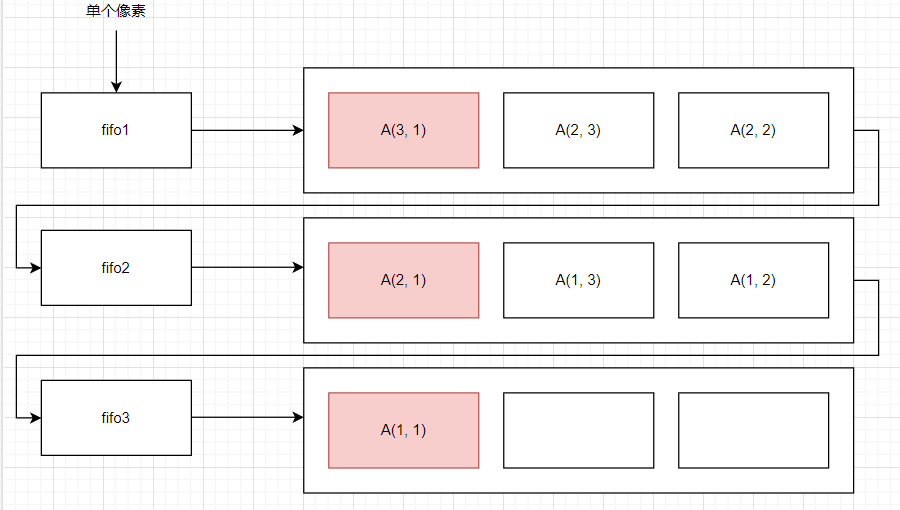 单个像素
fifo1
A(3, 1)
A(2, 3)
A(2, 2)
fifo2
A(2, 1)
A(1, 3)
A(1, 2)
fifo3
A(1, 1)